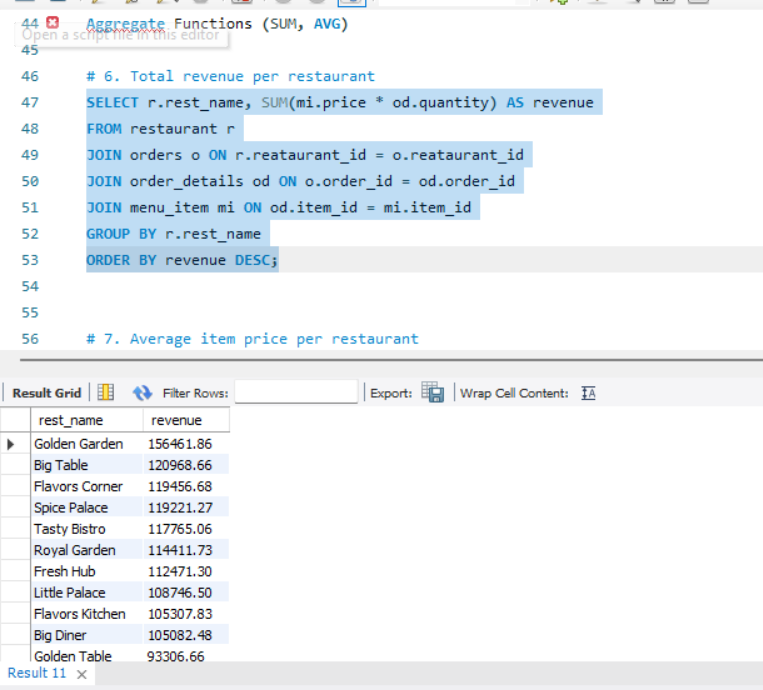 44 Aggregate Functions (SUM, AVG)
Open a script file in this editor
45
46 # 6. Total revenue per restaurant
47 SELECT r.rest_name, SUM(mi.price * od.quantity) AS revenue
48 FROM restaurant r
49 JOIN orders o ON r.reataurant_id = o.reataurant_id
50 JOIN order_details od ON o.order_id = od.order_id
51 JOIN menu_item mi ON od.item_id = mi.item_id
52 GROUP BY r.rest_name
53 ORDER BY revenue DESC;
54
55
56 # 7. Average item price per restaurant
Result Grid Filter Rows: Export: Wrap Cell Content: IA
rest_name revenue
Golden Garden 156461.86
Big Table 120968.66
Flavors Corner 119456.68
Spice Palace 119221.27
Tasty Bistro 117765.06
Royal Garden 114411.73
Fresh Hub 112471.30
Little Palace 108746.50
Flavors Kitchen 105307.83
Big Diner 105082.48
Golden Table 93306.66
Result 11